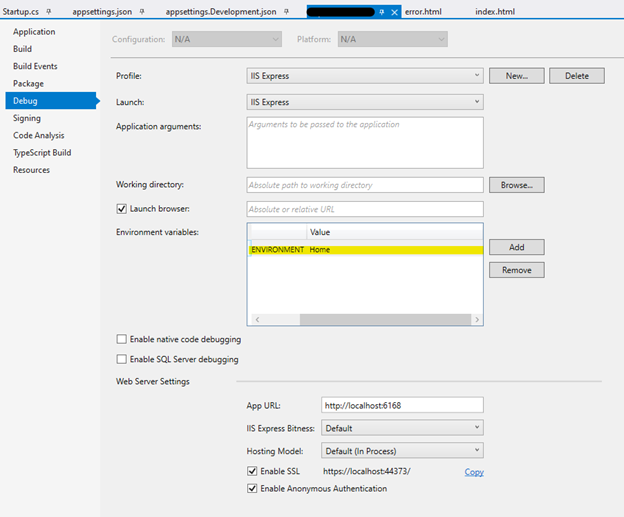 Startup.cs appsettings.json appsettings.Development.json error.html index.html
Application
Build
Build Events
Package
Debug
Signing
Code Analysis
TypeScript Build
Resources
Configuration: N/A Platform: N/A
Profile: IIS Express New... Delete
Launch: IIS Express
Application arguments: Arguments to be passed to the application
Working directory: Absolute path to working directory Browse...
Launch browser: Absolute or relative URL
Environment variables: Value Add
ENVIRONMENT Home
Remove
Enable native code debugging
Enable SQL Server debugging
Web Server Settings
App URL: http://localhost:6168
IIS Express Bitness: Default
Hosting Model: Default (In Process)
Enable SSL https://localhost:44373/ Copy
Enable Anonymous Authentication